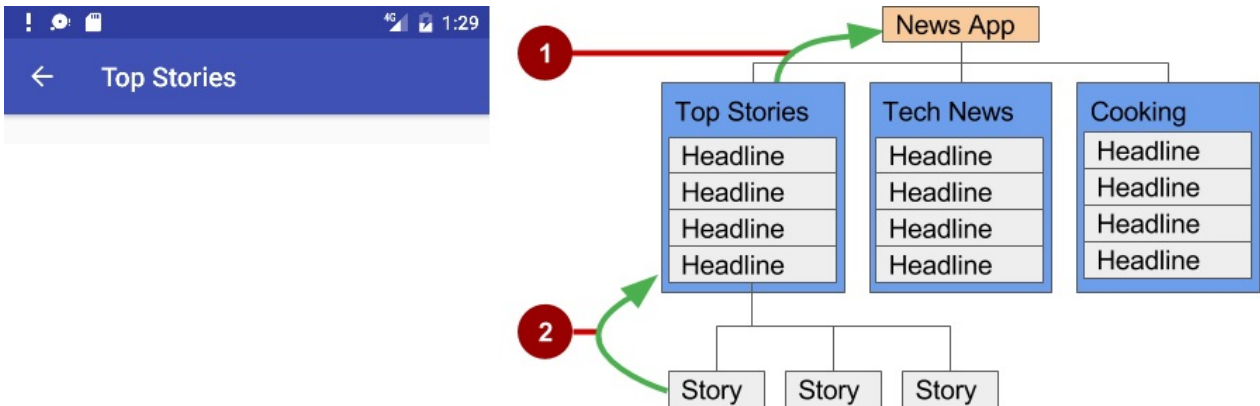 4G 1:29
Top Stories
1
News App
Top Stories
Headline
Headline
Headline
Headline
Tech News
Headline
Headline
Headline
Headline
Cooking
Headline
Headline
Headline
Headline
2
Story
Story
Story